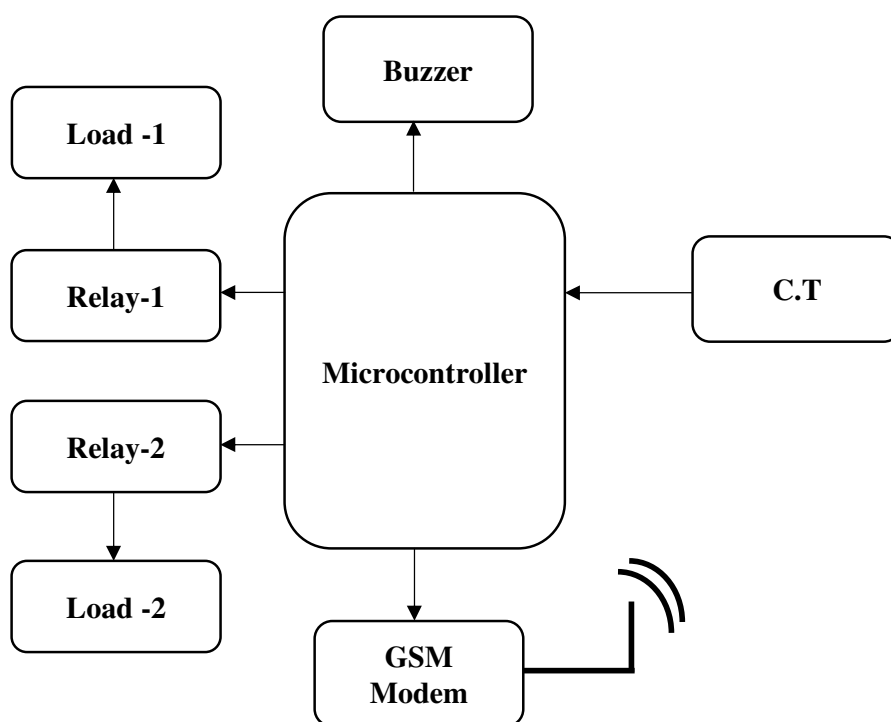 Buzzer
Load -1
Relay-1
C.T
Microcontroller
Relay-2
Load -2
GSM
Modem